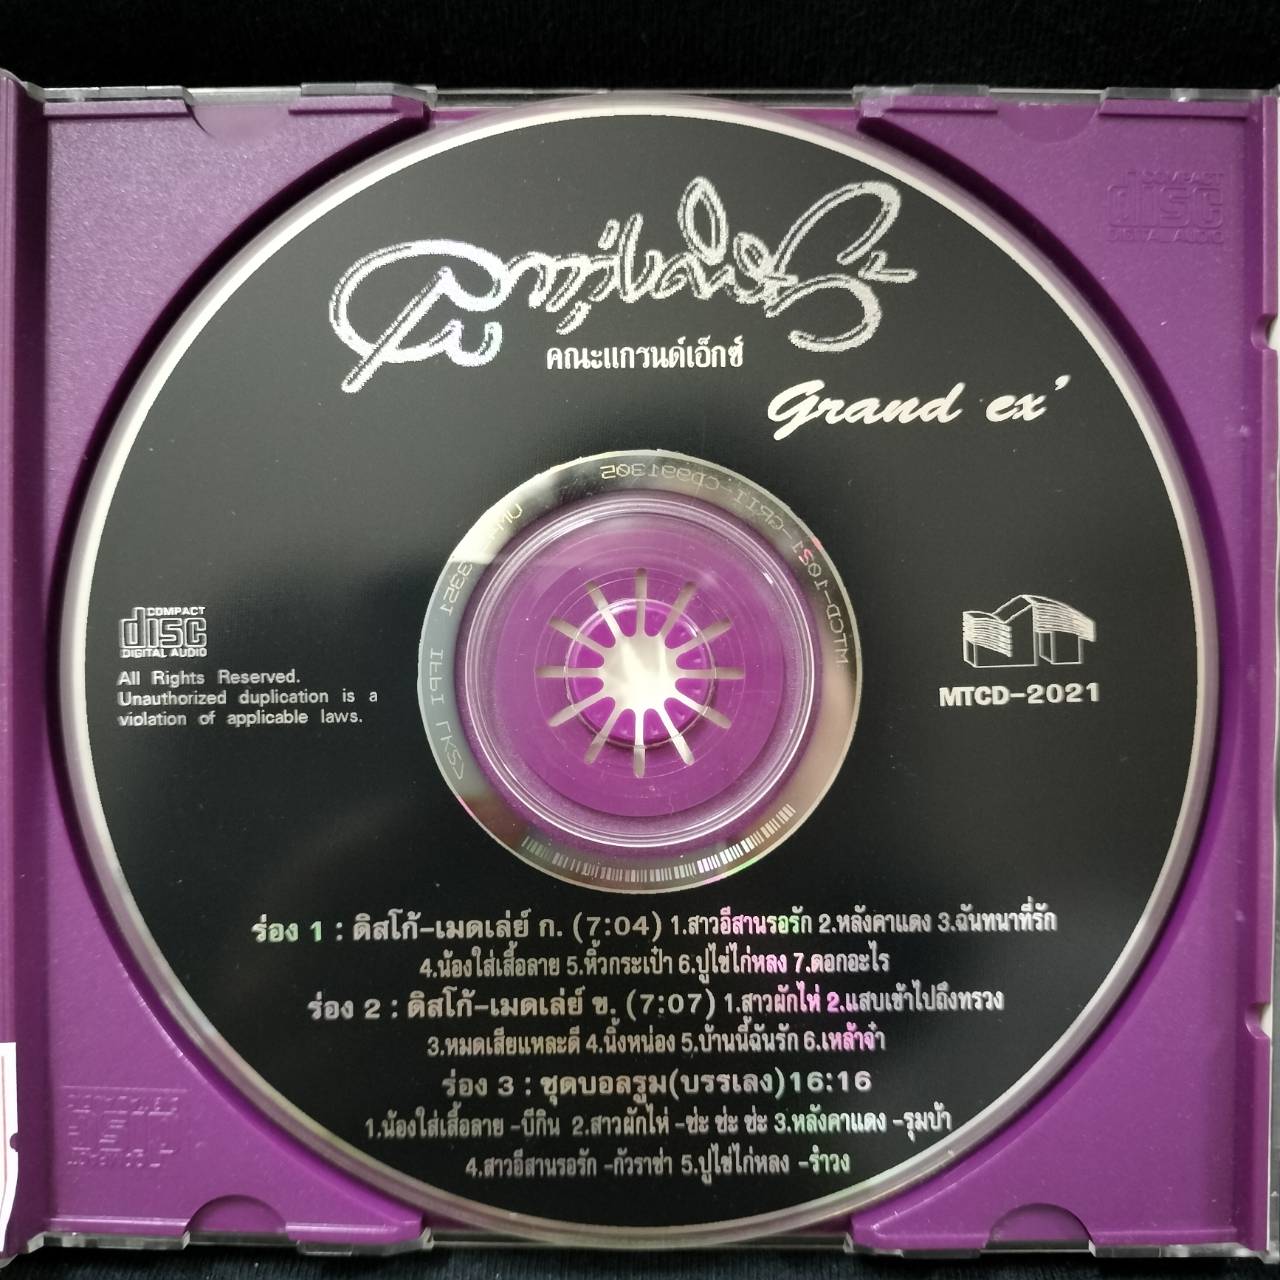 ลูกทุ่งดิสโก้
คณะแกรนด์เอ็กซ์
Grand ex'
COMPACT
disc
DIGITAL AUDIO
All Rights Reserved.
Unauthorized duplication is a
violation of applicable laws.
MTCD-2021
MTCD-1021-GR11-CD991305
IFPI
ร่อง 1 : ดิสโก้-เมดเล่ย์ ก. (7:04) 1.สาวอีสานรอรัก 2.หลังคาแดง 3.ฉันทนาที่รัก
4.น้องใส่เสื้อลาย 5.หิ้วกระเป๋า 6.ปูไข่ไก่หลง 7.ดอกอะไร
ร่อง 2 : ดิสโก้-เมดเล่ย์ ข. (7:07) 1.สาวผักไห่ 2.แสบเข้าไปถึงทรวง
3.หมดเสียแหละดี 4.นิ้งหน่อง 5.บ้านนี้ฉันรัก 6.เหล้าจ๋า
ร่อง 3 : ชุดบอลรูม(บรรเลง)16:16
1.น้องใส่เสื้อลาย -บีกิน 2.สาวผักไห่ -ช่ะ ช่ะ ช่ะ 3.หลังคาแดง -รุมบ้า
4.สาวอีสานรอรัก -กัวราช่า 5.ปูไข่ไก่หลง -รำวง